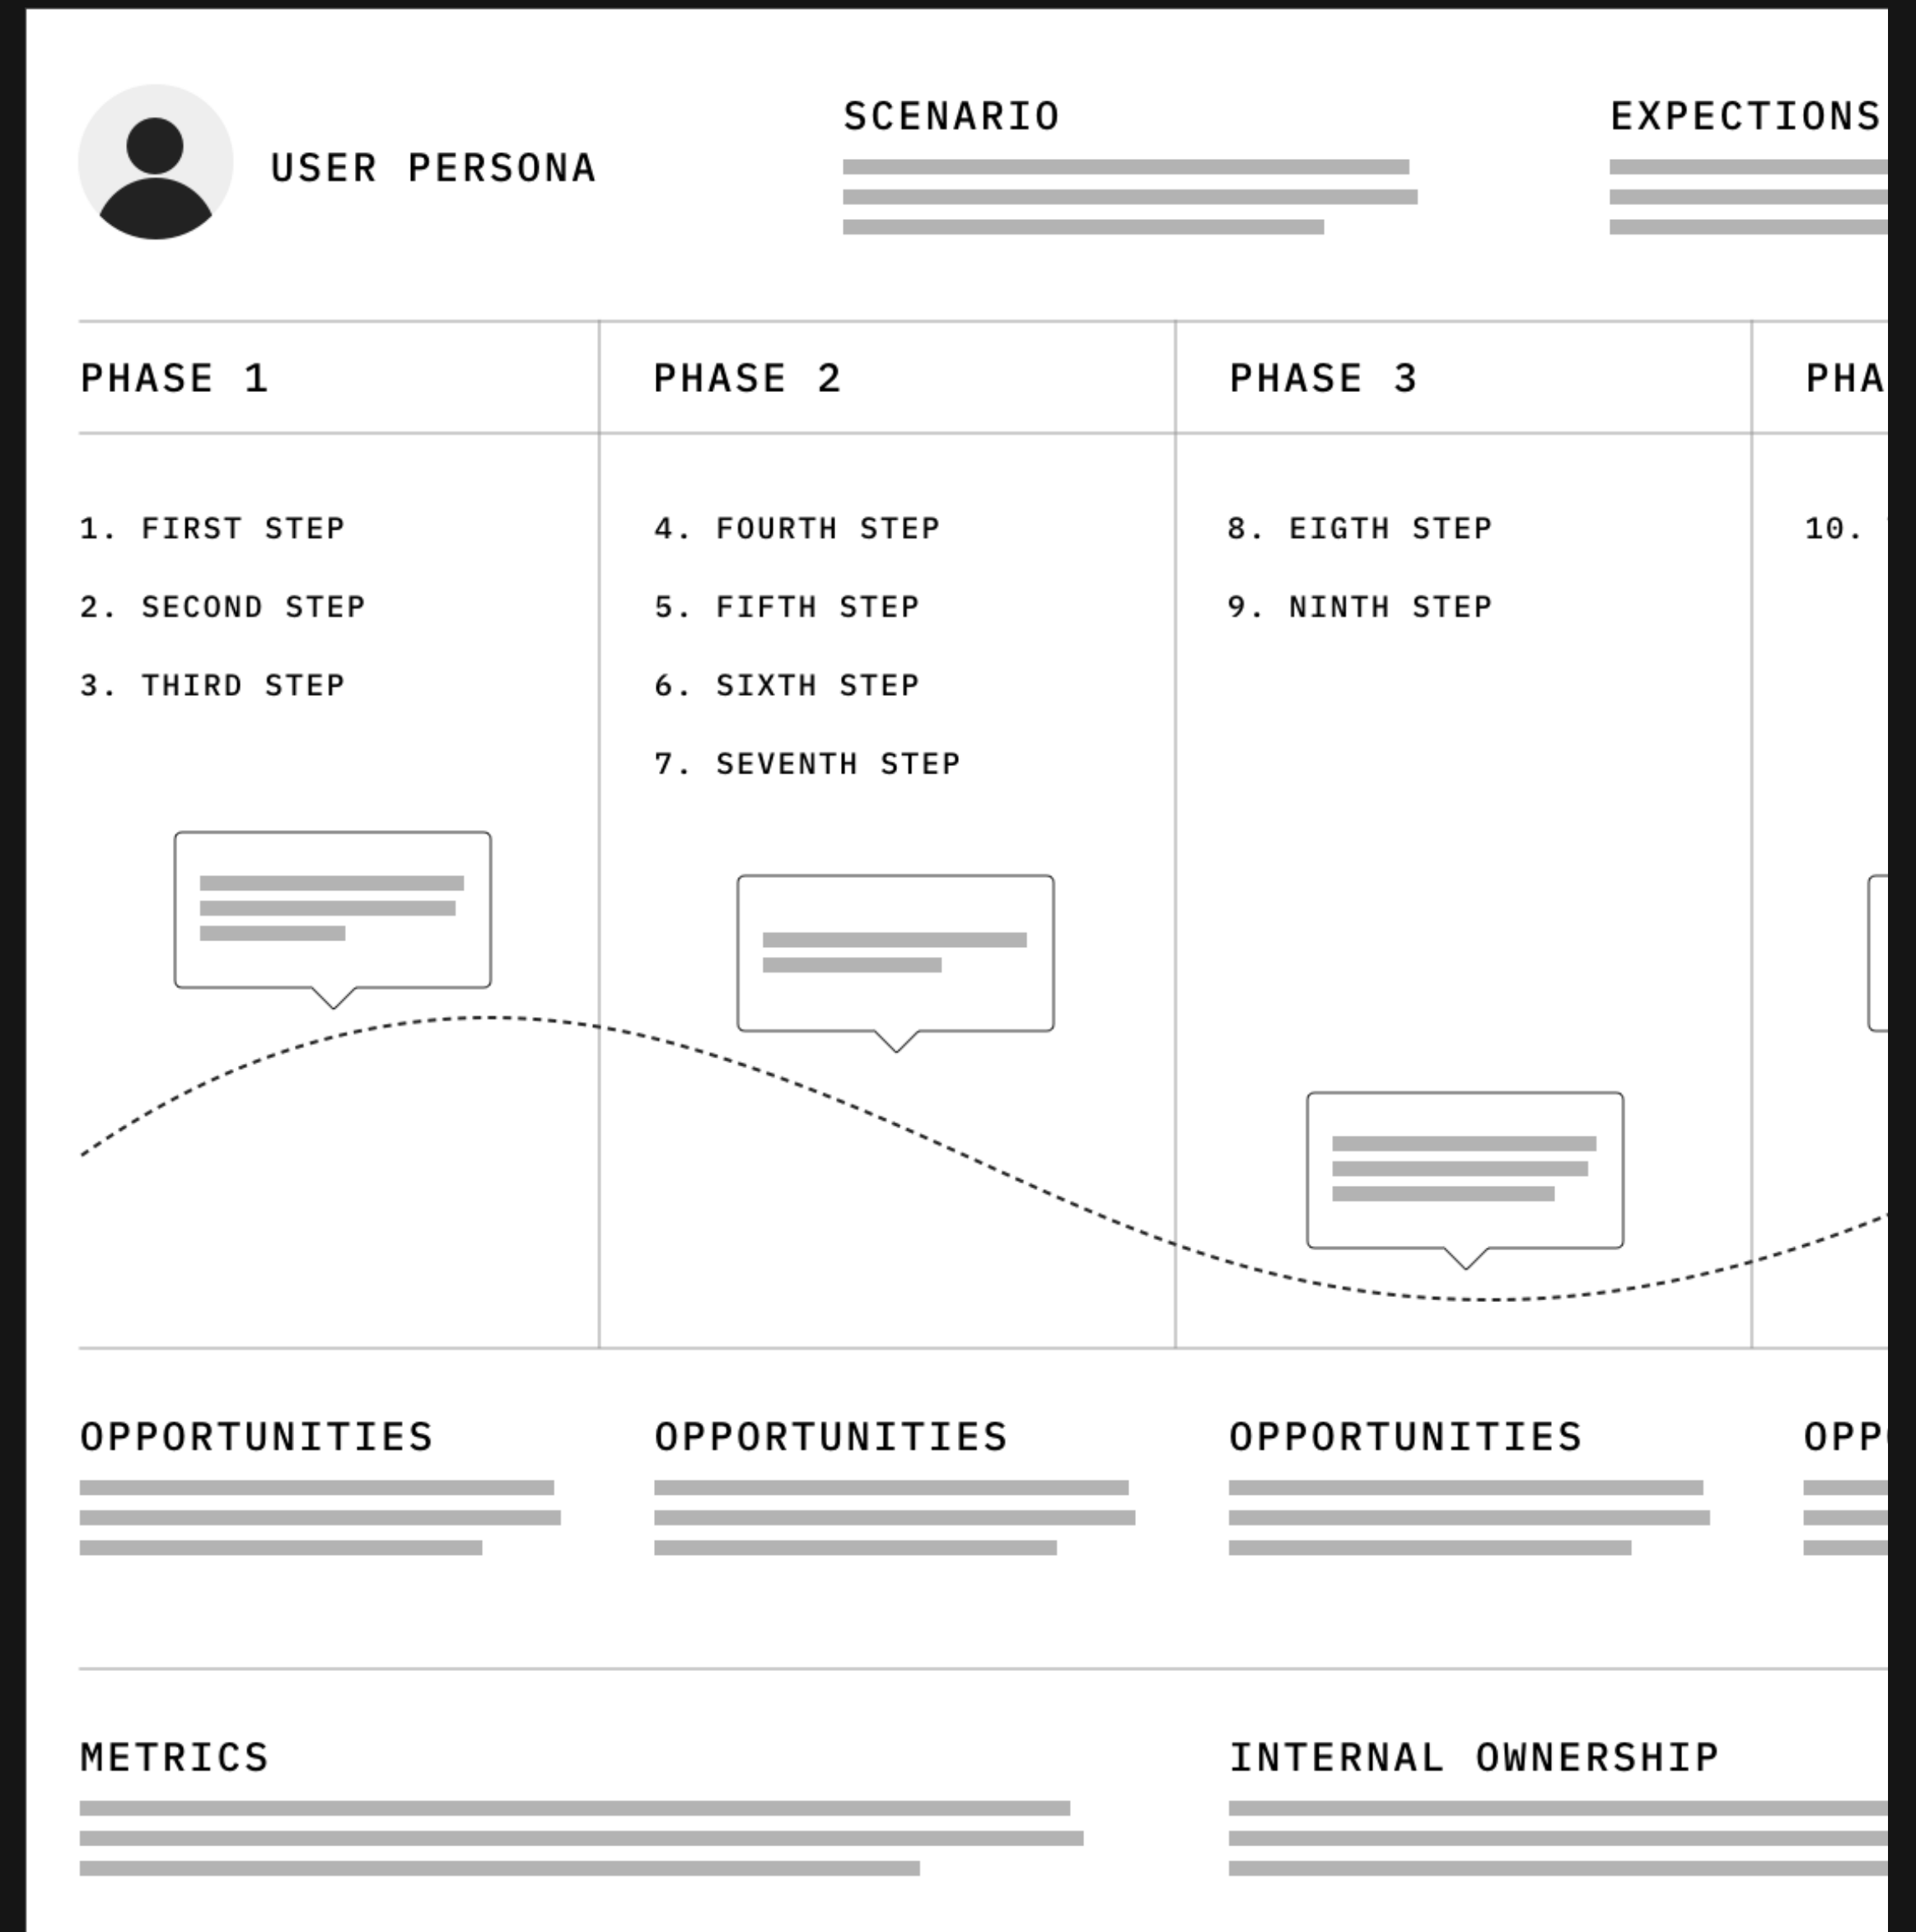 USER PERSONA
SCENARIO
EXPECTIONS
PHASE 1
PHASE 2
PHASE 3
PHA
1. FIRST STEP
2. SECOND STEP
3. THIRD STEP
4. FOURTH STEP
5. FIFTH STEP
6. SIXTH STEP
7. SEVENTH STEP
8. EIGTH STEP
9. NINTH STEP
10.
OPPORTUNITIES
OPPORTUNITIES
OPPORTUNITIES
OPP
METRICS
INTERNAL OWNERSHIP